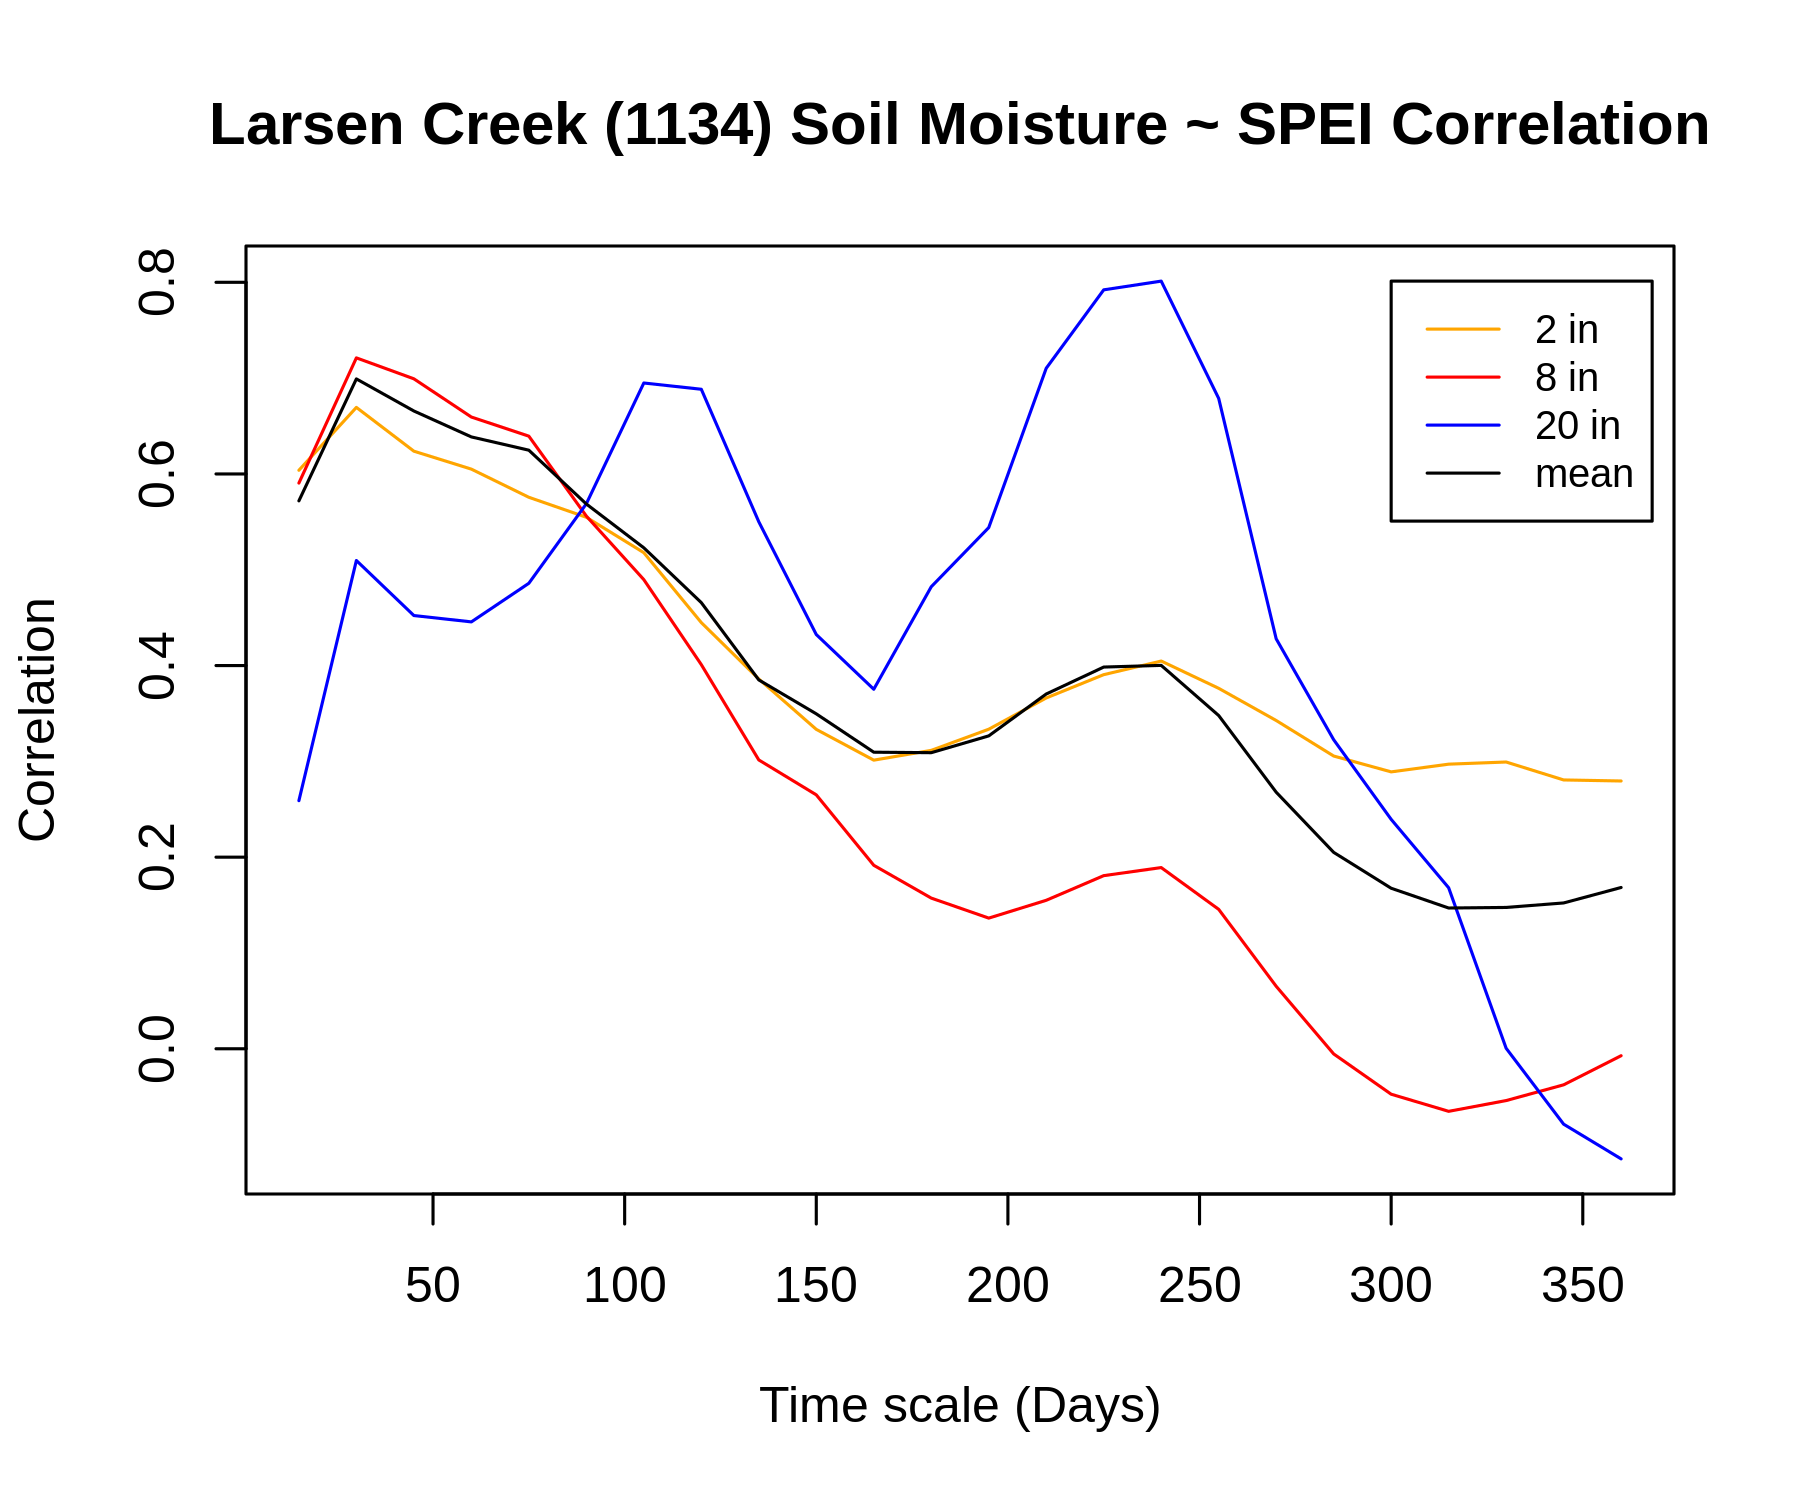 Larsen Creek (1134) Soil Moisture ~ SPEI Correlation
0.8
0.6
0.4
0.2
0.0
Correlation
2 in
8 in
20 in
mean
50 100 150 200 250 300 350
Time scale (Days)